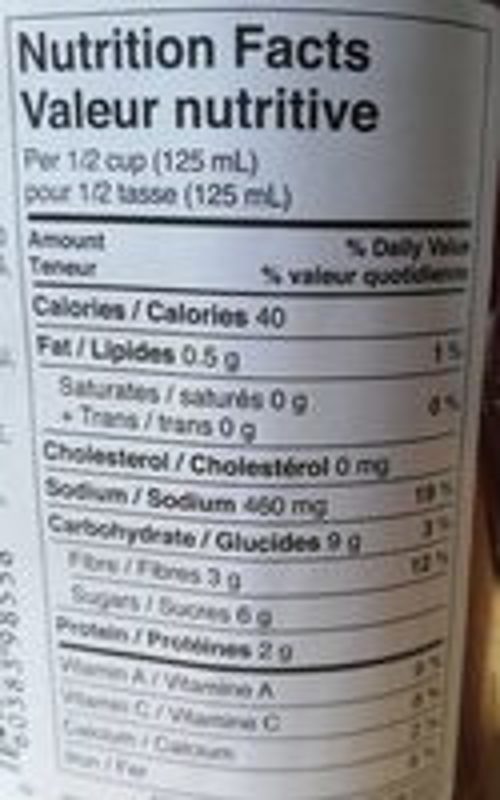 Nutrition Facts
Valeur nutritive
Per 1/2 cup (125 mL)
pour 1/2 tasse (125 mL)
Amount % Daily Value
Teneur % valeur quotidienne
Calories / Calories 40
Fat / Lipides 0.5 g 1 %
Saturates / saturés 0 g
+ Trans / trans 0 g 0 %
Cholesterol / Cholestérol 0 mg
Sodium / Sodium 460 mg 19 %
Carbohydrate / Glucides 9 g 3 %
Fibre / Fibres 3 g 12 %
Sugars / Sucres 6 g
Protein / Protéines 2 g
Vitamin A / Vitamine A
Vitamin C / Vitamine C
Calcium / Calcium
Iron / Fer